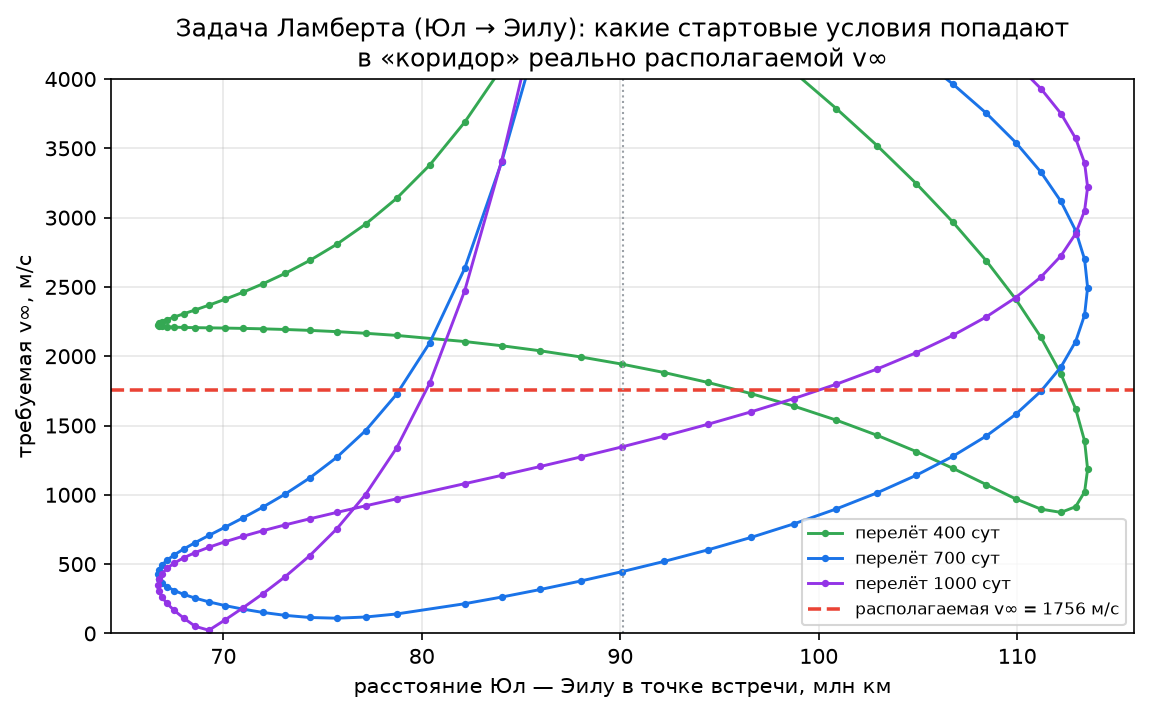 Задача Ламберта (Юл → Эилу): какие стартовые условия попадают
в «коридор» реально располагаемой v∞
4000
3500
3000
2500
2000
1500
1000
500
0
требуемая v∞, м/с
70
80
90
100
110
расстояние Юл — Эилу в точке встречи, млн км
перелёт 400 сут
перелёт 700 сут
перелёт 1000 сут
располагаемая v∞ = 1756 м/с